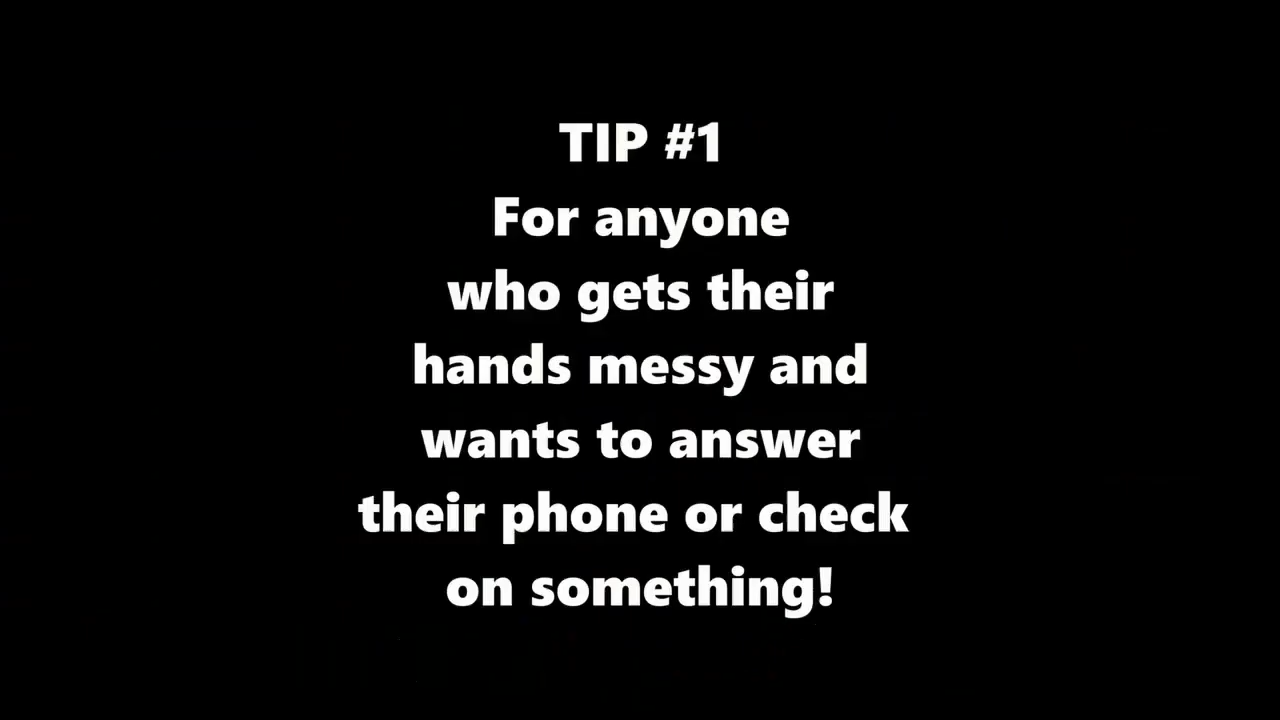 TIP #1
For anyone
who gets their
hands messy and
wants to answer
their phone or check
on something!